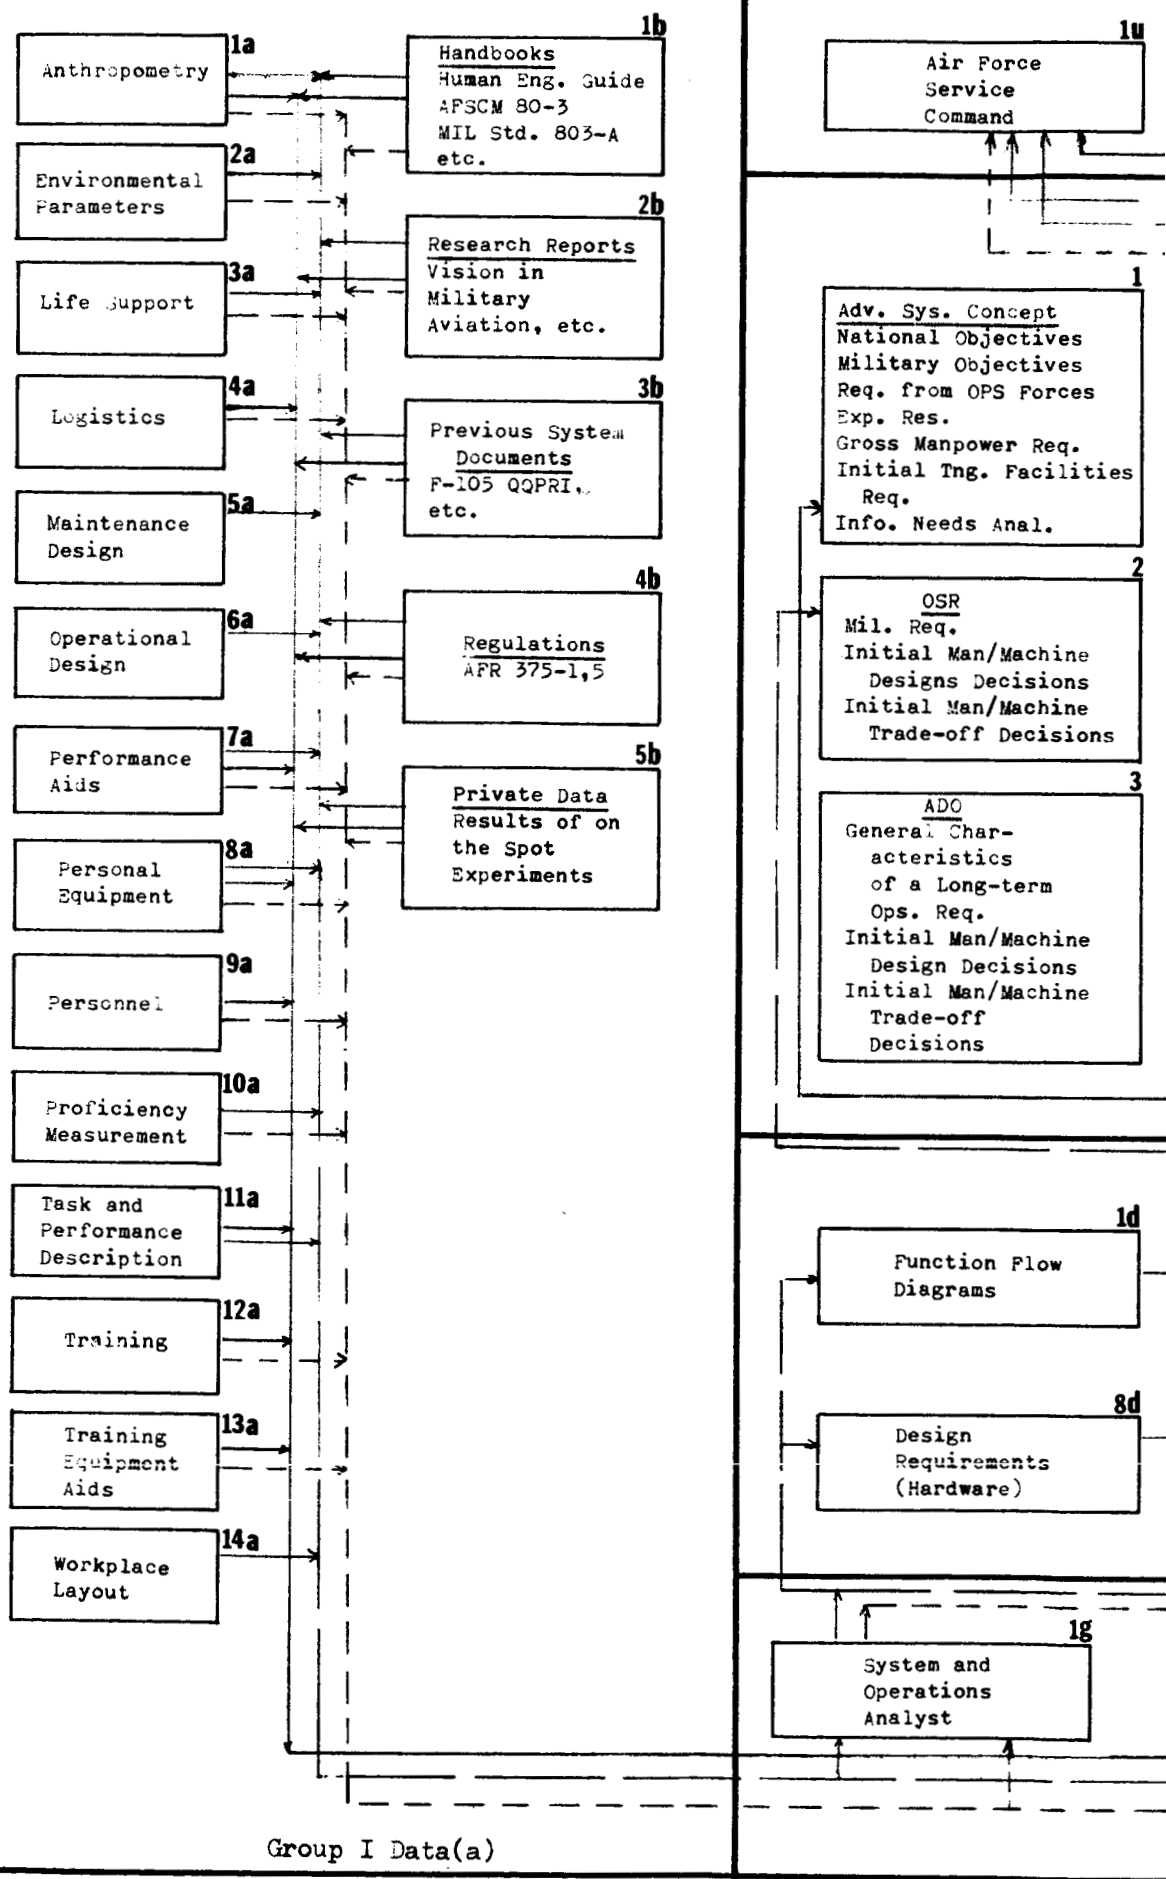 1a
Anthropometry
2a
Environmental
Parameters
3a
Life Support
4a
Logistics
5a
Maintenance
Design
6a
Operational
Design
7a
Performance
Aids
8a
Personal
Equipment
9a
Personnel
10a
Proficiency
Measurement
11a
Task and
Performance
Description
12a
Training
13a
Training
Equipment
Aids
14a
Workplace
Layout
1b
Handbooks
Human Eng. Guide
AFSCM 80-3
MIL Std. 803-A
etc.
2b
Research Reports
Vision in
Military
Aviation, etc.
3b
Previous System
Documents
F-105 QQPRI,
etc.
4b
Regulations
AFR 375-1,5
5b
Private Data
Results of on
the Spot
Experiments
Group I Data(a)
1u
Air Force
Service
Command
1
Adv. Sys. Concept
National Objectives
Military Objectives
Req. from OPS Forces
Exp. Res.
Gross Manpower Req.
Initial Tng. Facilities
Req.
Info. Needs Anal.
2
OSR
Mil. Req.
Initial Man/Machine
Designs Decisions
Initial Man/Machine
Trade-off Decisions
3
ADO
General Char-
acteristics
of a Long-term
Ops. Req.
Initial Man/Machine
Design Decisions
Initial Man/Machine
Trade-off
Decisions
1d
Function Flow
Diagrams
8d
Design
Requirements
(Hardware)
1g
System and
Operations
Analyst